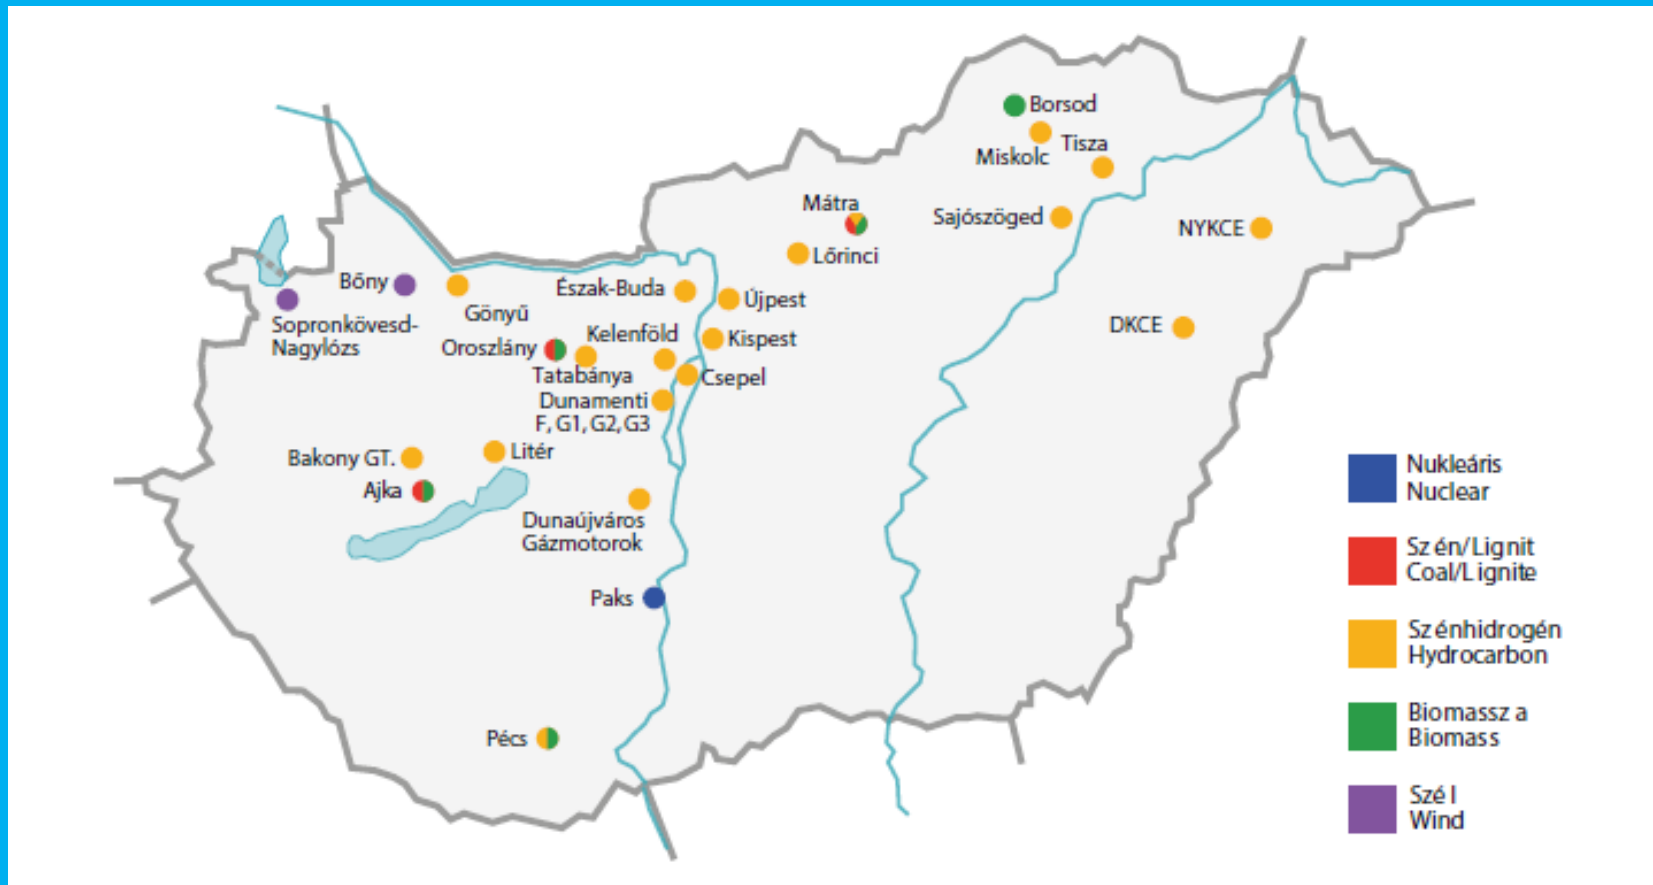 Borsod
Miskolc
Tisza
Mátra
Sajószöged
NYKCE
Lőrinci
Bőny
Gönyű
Észak-Buda
Újpest
Sopronkövesd-
Nagylózs
Oroszlány
Kelenföld
Kispest
DKCE
Tatabánya
Csepel
Dunamenti
F, G1, G2, G3
Bakony GT.
Litér
Ajka
Dunaújváros
Gázmotorok
Paks
Pécs
Nukleáris
Nuclear
Szén/Lignit
Coal/Lignite
Szénhidrogén
Hydrocarbon
Biomassza
Biomass
Szél
Wind